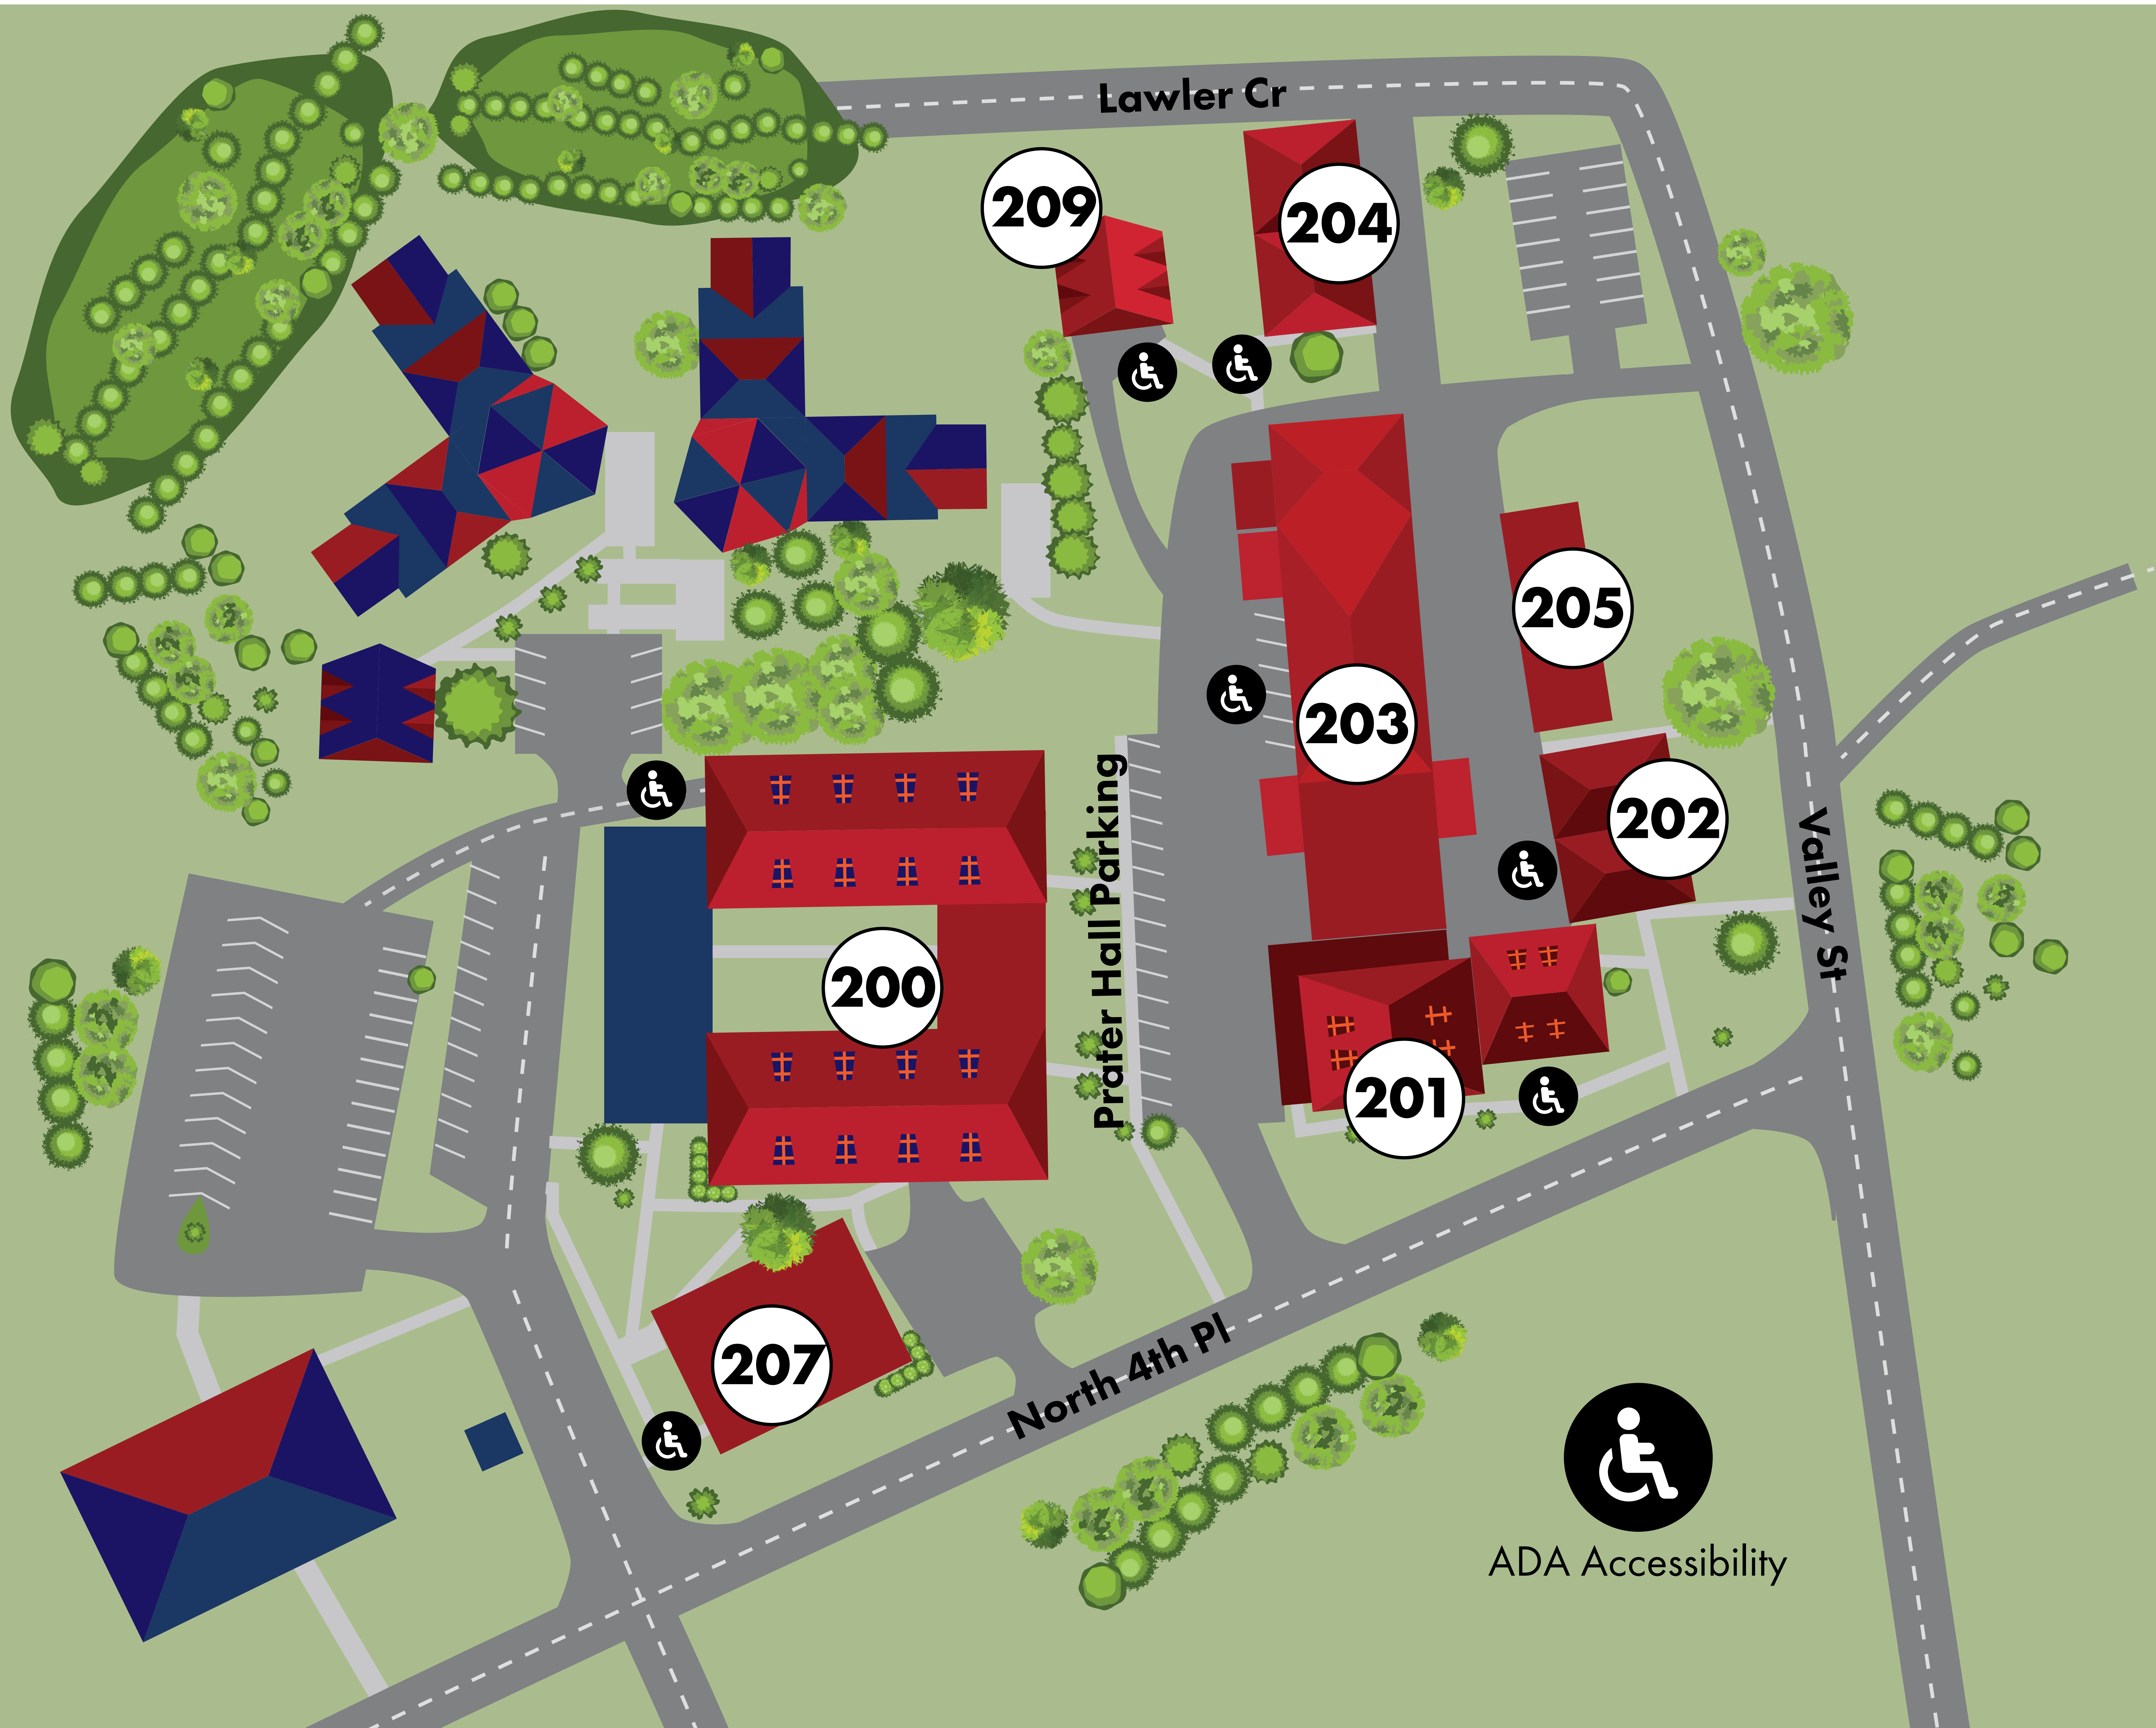 Lawler Cr
209
204
205
203
202
Prater Hall Parking
Valley St
200
201
207
North 4th Pl
ADA Accessibility